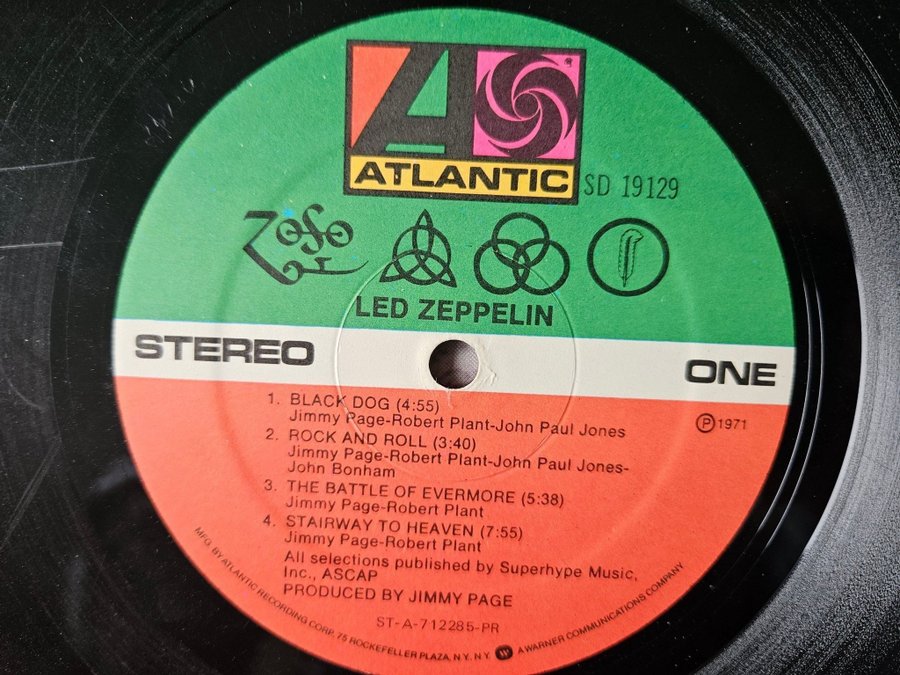 ATLANTIC
SD 19129
ZoSo
LED ZEPPELIN
STEREO
ONE
1. BLACK DOG (4:55)
Jimmy Page-Robert Plant-John Paul Jones
℗ 1971
2. ROCK AND ROLL (3:40)
Jimmy Page-Robert Plant-John Paul Jones-
John Bonham
3. THE BATTLE OF EVERMORE (5:38)
Jimmy Page-Robert Plant
4. STAIRWAY TO HEAVEN (7:55)
Jimmy Page-Robert Plant
All selections published by Superhype Music,
Inc., ASCAP
PRODUCED BY JIMMY PAGE
ST-A-712285-PR
MFG. BY ATLANTIC RECORDING CORP. 75 ROCKEFELLER PLAZA, N.Y. N.Y. W A WARNER COMMUNICATIONS COMPANY